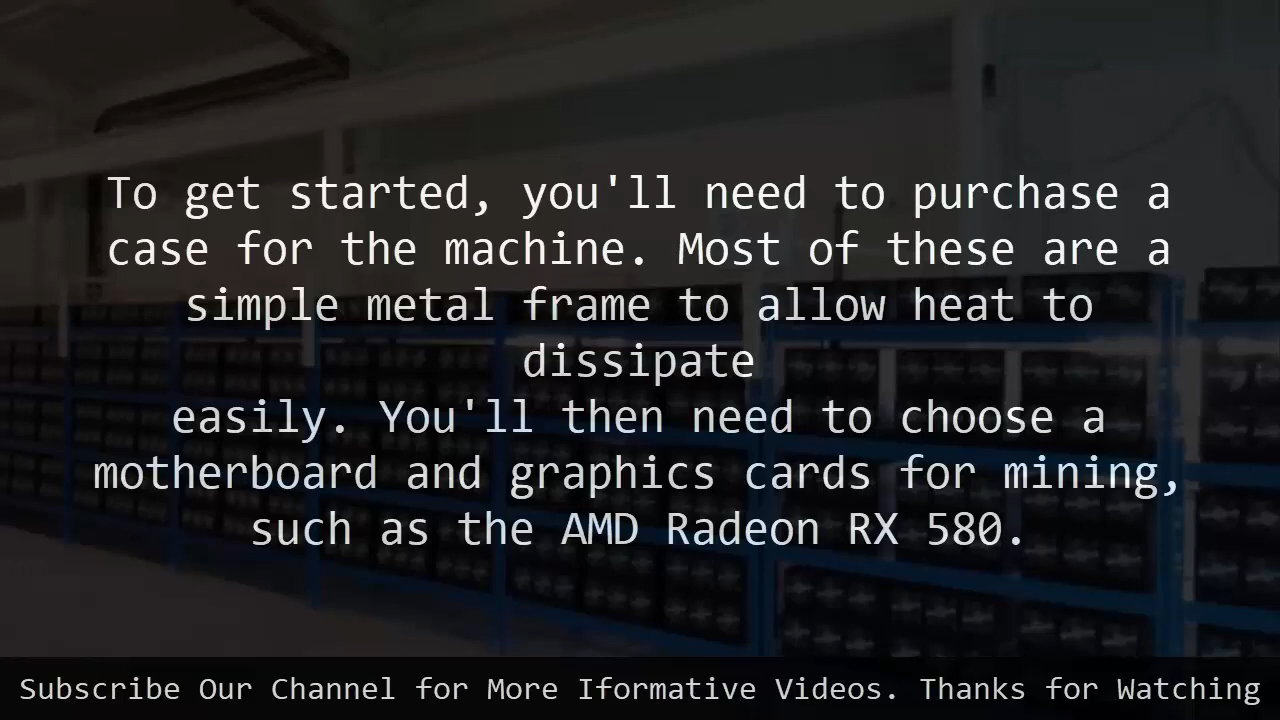 To get started, you'll need to purchase a
case for the machine. Most of these are a
simple metal frame to allow heat to
dissipate
easily. You'll then need to choose a
motherboard and graphics cards for mining,
such as the AMD Radeon RX 580.
Subscribe Our Channel for More Iformative Videos. Thanks for Watching